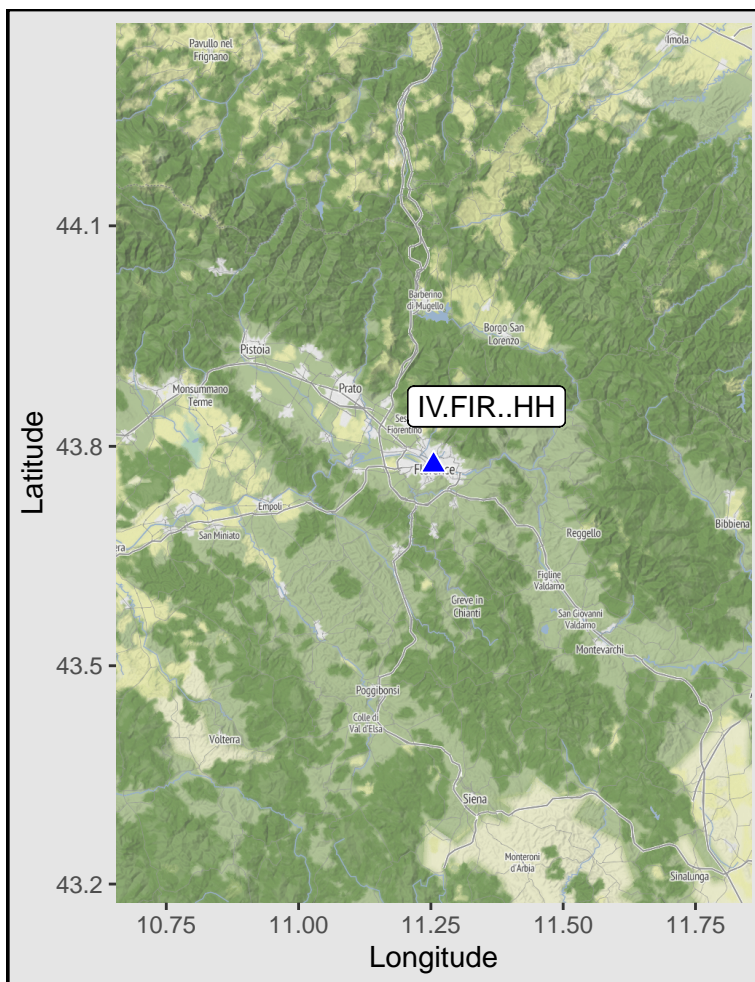 Pavullo nel
Frignano
Imola
44.1
Barberino
di Mugello
Borgo San
Lorenzo
Pistoia
Prato
Monsummano
Terme
IV.FIR..HH
Fiorentino
43.8
Florence
Empoli
San Miniato
Reggello
Bibbiena
Figline
Valdarno
Greve in
Chianti
San Giovanni
Valdarno
Montevarchi
43.5
Poggibonsi
Colle di
Val d'Elsa
Volterra
Siena
Monteroni
d'Arbia
Sinalunga
43.2
10.75
11.00
11.25
11.50
11.75
Latitude
Longitude